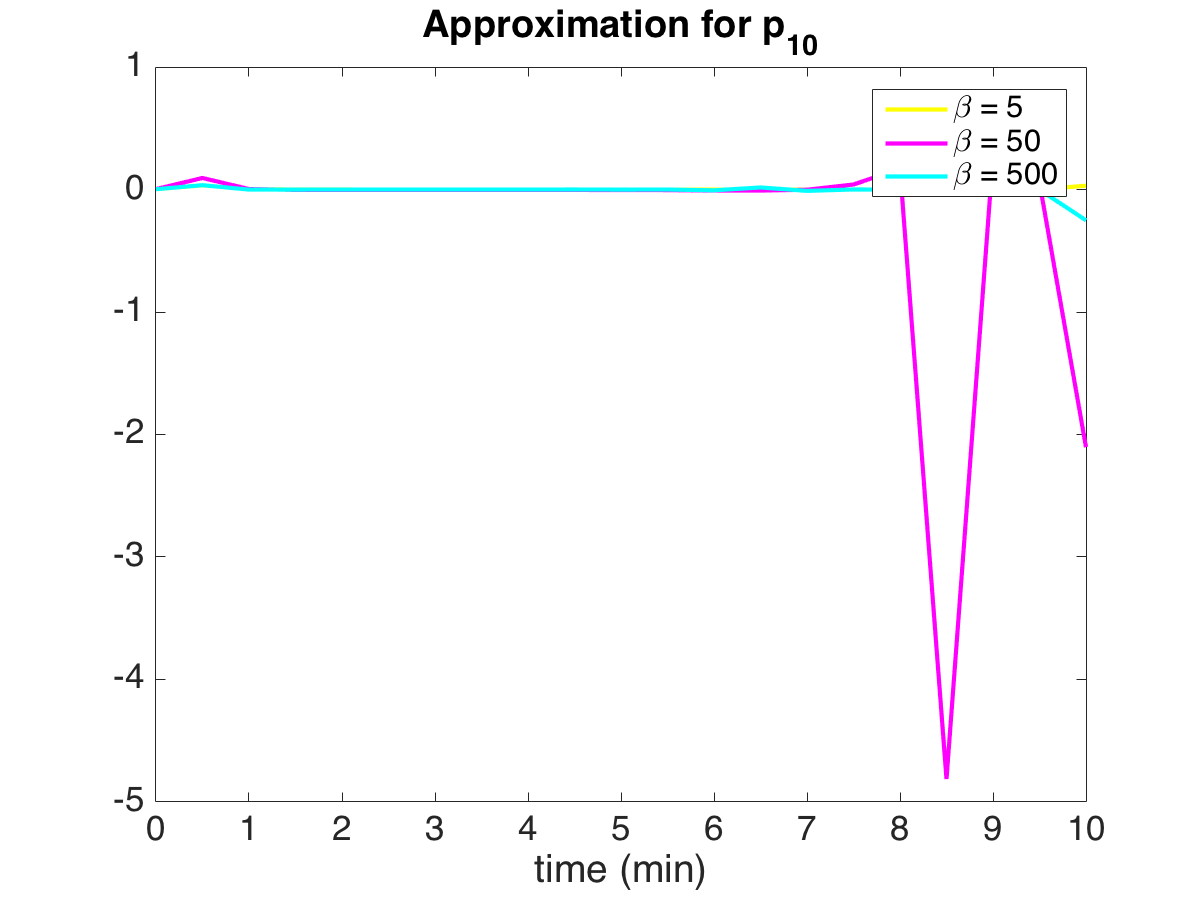 Approximation for p10
1
0
-1
-2
-3
-4
-5
β = 5
β = 50
β = 500
0 1 2 3 4 5 6 7 8 9 10
time (min)